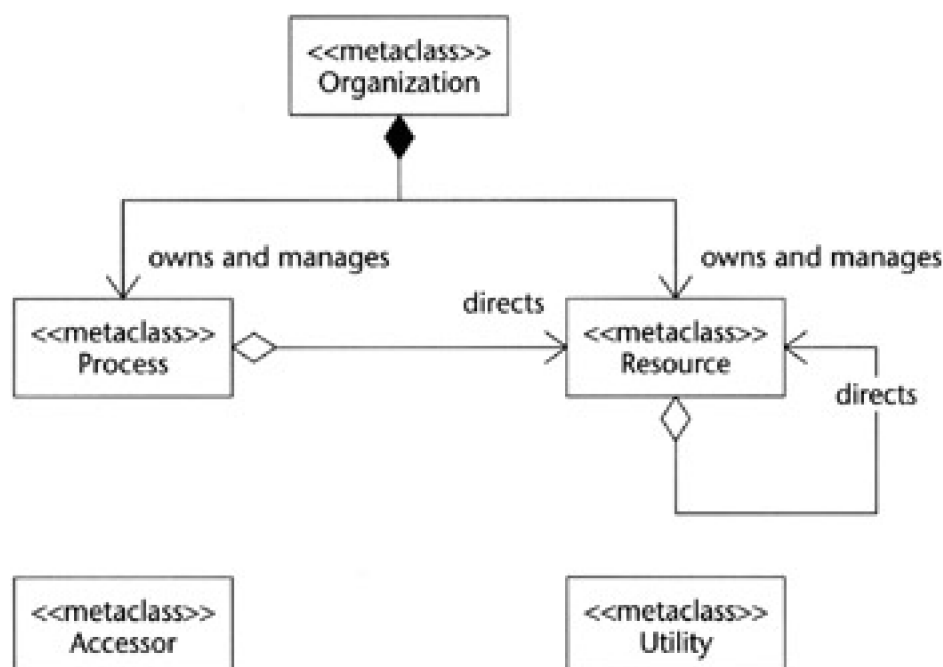 <<metaclass>>
Organization
owns and manages
owns and manages
directs
<<metaclass>>
Process
<<metaclass>>
Resource
directs
<<metaclass>>
Accessor
<<metaclass>>
Utility